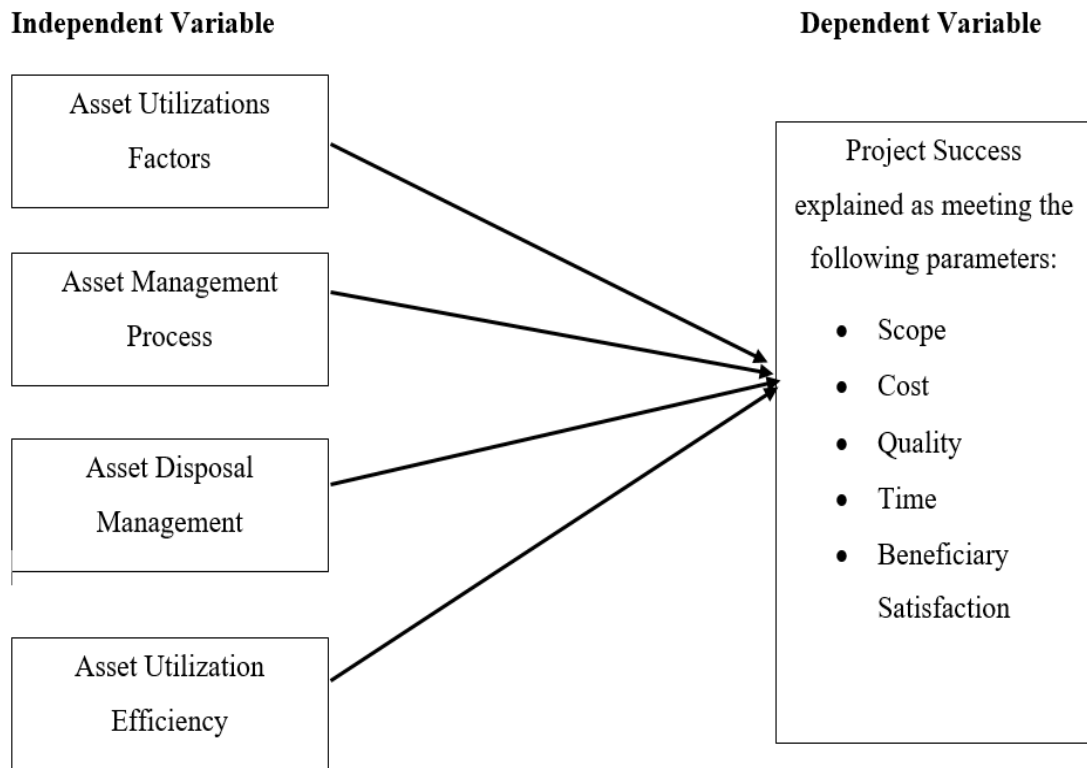 Independent Variable
Asset Utilizations
Factors
Asset Management
Process
Asset Disposal
Management
Asset Utilization
Efficiency
Dependent Variable
Project Success
explained as meeting the
following parameters:
• Scope
• Cost
• Quality
• Time
• Beneficiary
Satisfaction